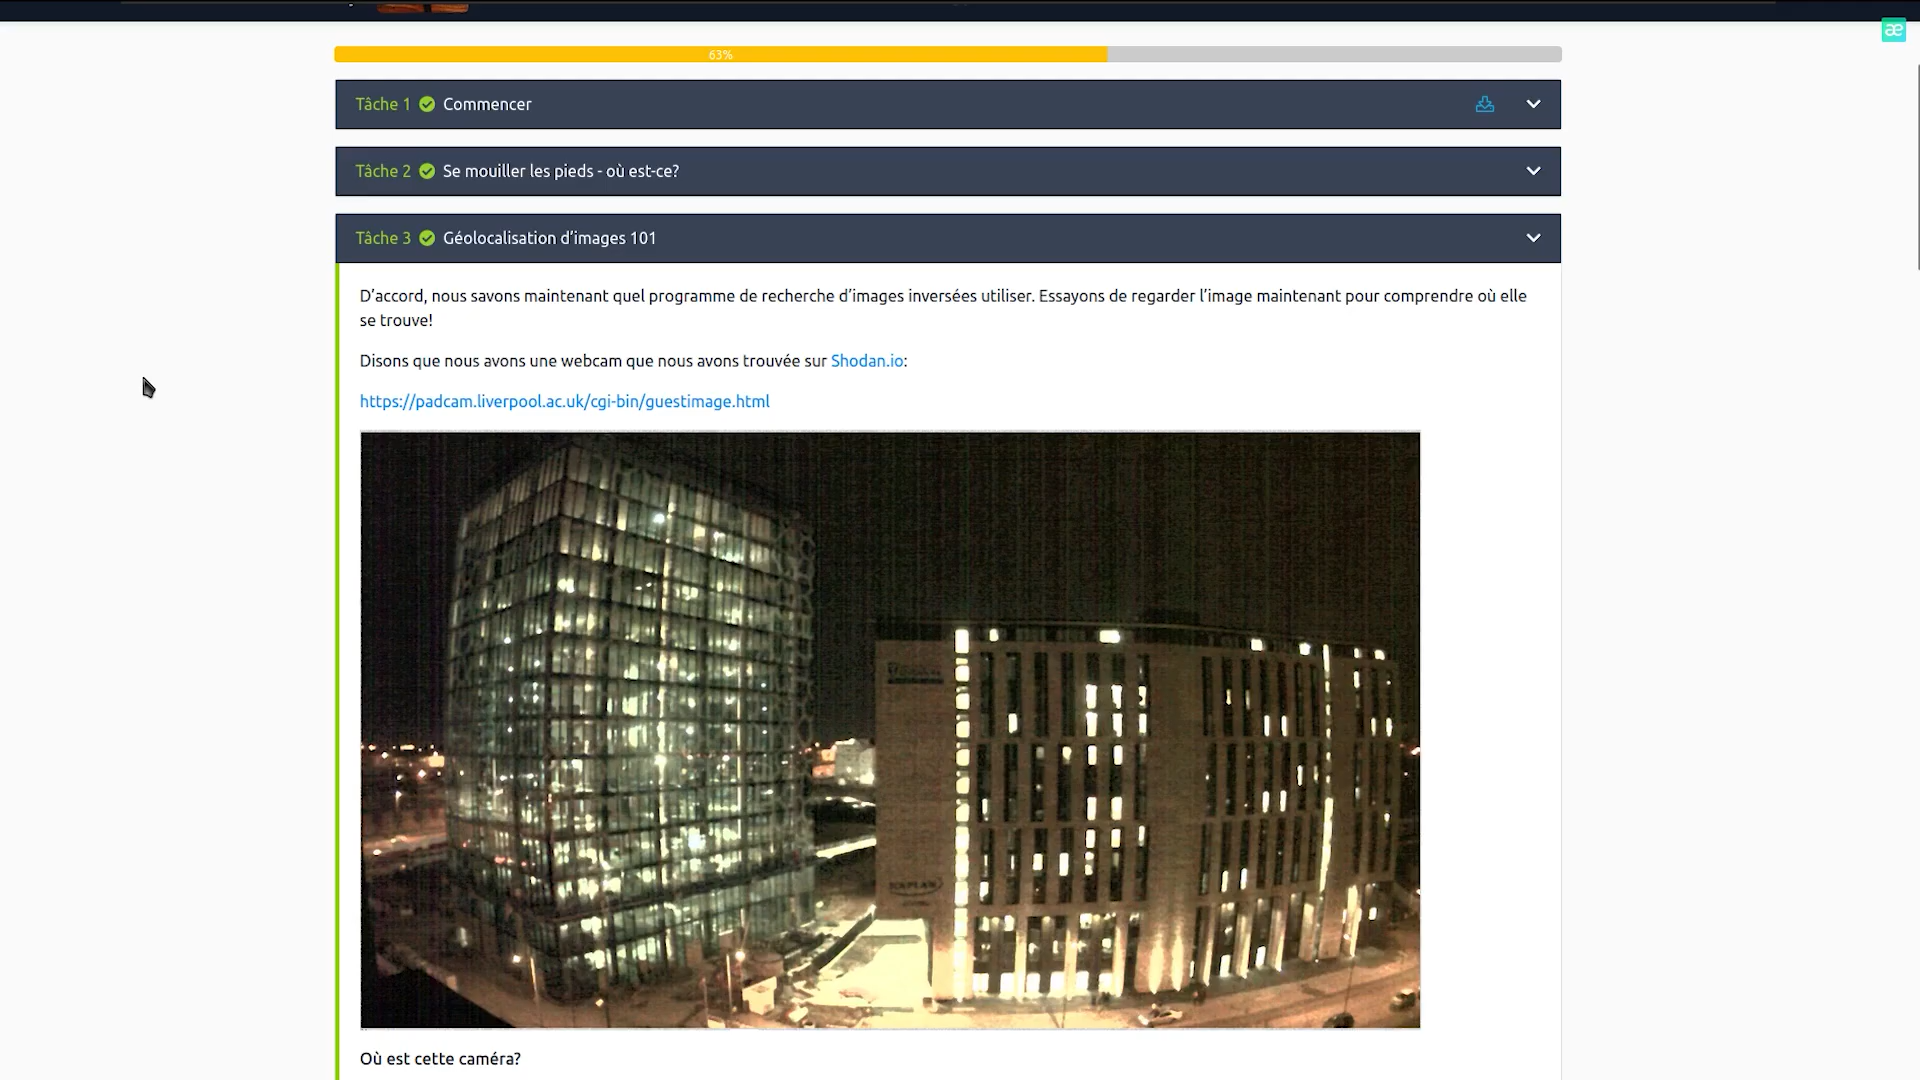 æ
63%
Tâche 1 Commencer
Tâche 2 Se mouiller les pieds - où est-ce?
Tâche 3 Géolocalisation d’images 101
D’accord, nous savons maintenant quel programme de recherche d’images inversées utiliser. Essayons de regarder l’image maintenant pour comprendre où elle
se trouve!
Disons que nous avons une webcam que nous avons trouvée sur Shodan.io:
https://padcam.liverpool.ac.uk/cgi-bin/guestimage.html
KAPLAN
Où est cette caméra?